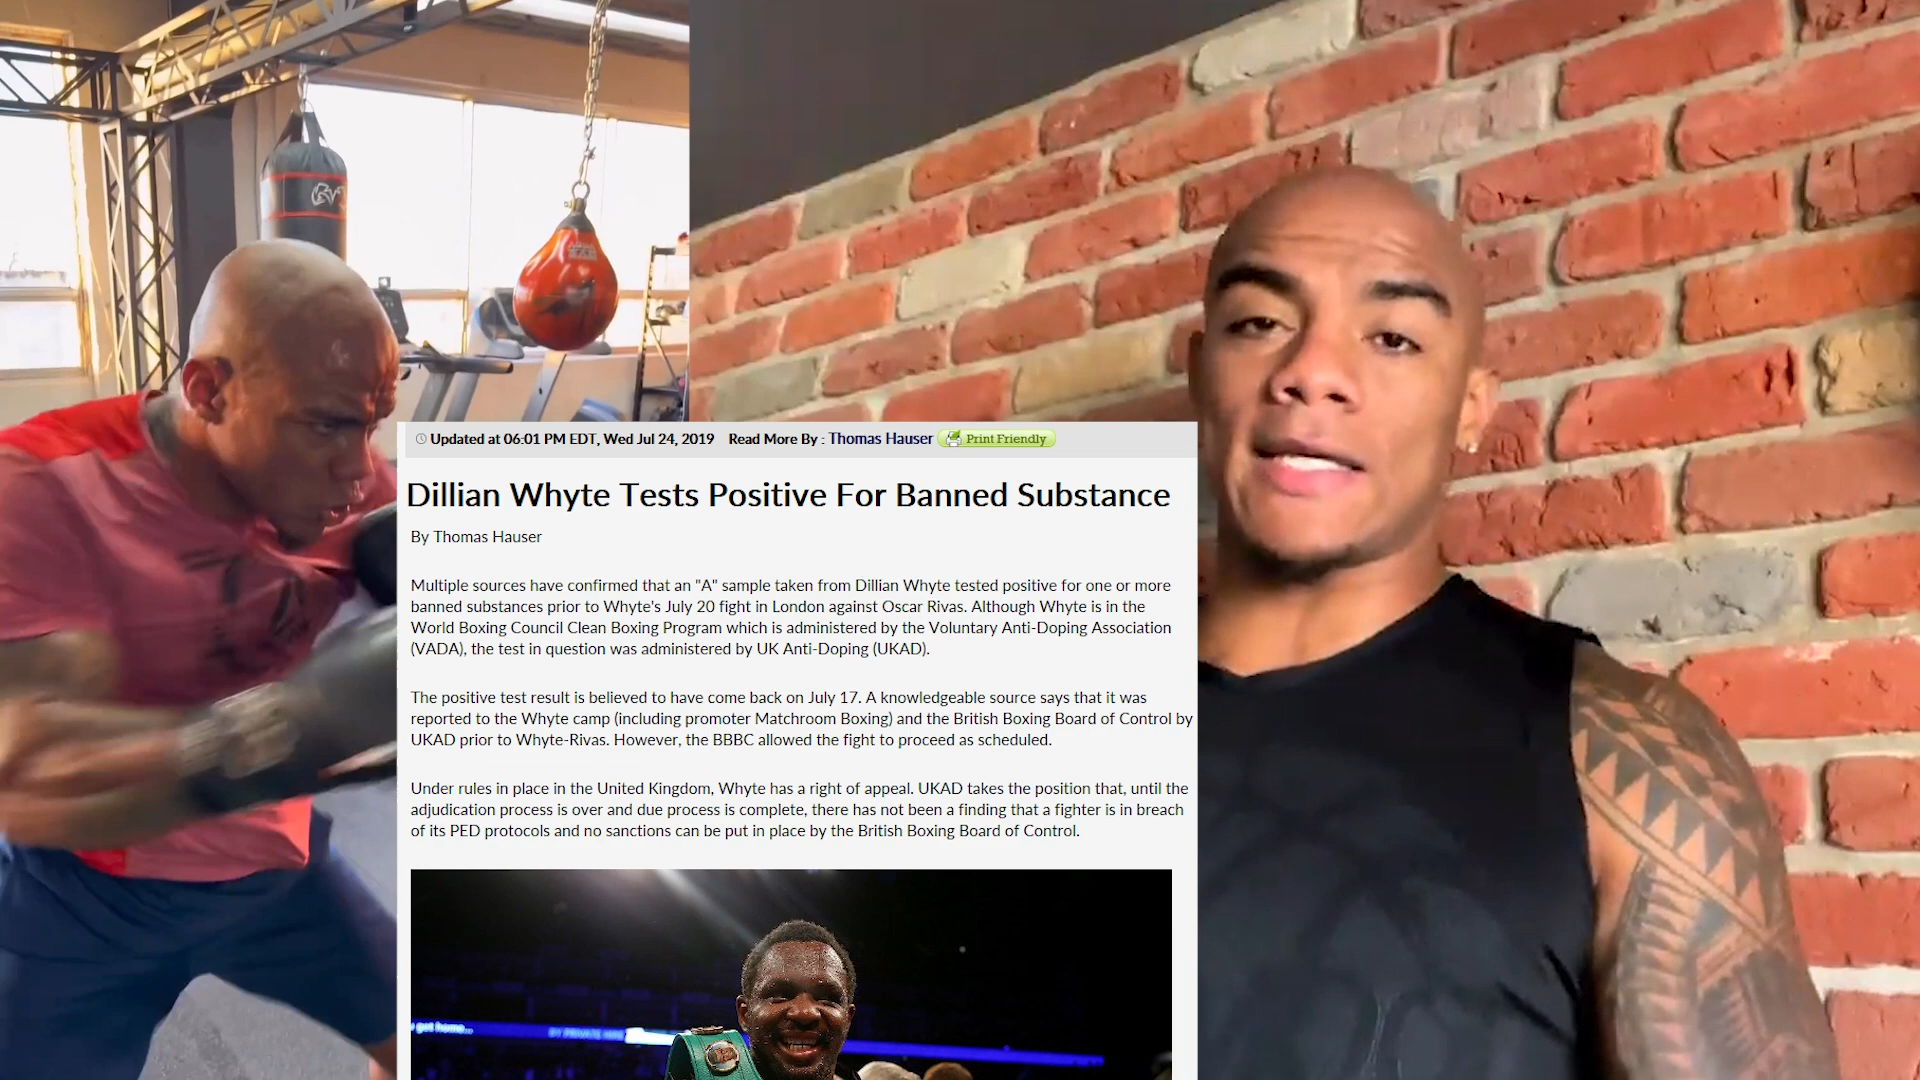 Updated at 06:01 PM EDT, Wed Jul 24, 2019 Read More By : Thomas Hauser Print Friendly
Dillian Whyte Tests Positive For Banned Substance
By Thomas Hauser
Multiple sources have confirmed that an "A" sample taken from Dillian Whyte tested positive for one or more
banned substances prior to Whyte's July 20 fight in London against Oscar Rivas. Although Whyte is in the
World Boxing Council Clean Boxing Program which is administered by the Voluntary Anti-Doping Association
(VADA), the test in question was administered by UK Anti-Doping (UKAD).
The positive test result is believed to have come back on July 17. A knowledgeable source says that it was
reported to the Whyte camp (including promoter Matchroom Boxing) and the British Boxing Board of Control by
UKAD prior to Whyte-Rivas. However, the BBBC allowed the fight to proceed as scheduled.
Under rules in place in the United Kingdom, Whyte has a right of appeal. UKAD takes the position that, until the
adjudication process is over and due process is complete, there has not been a finding that a fighter is in breach
of its PED protocols and no sanctions can be put in place by the British Boxing Board of Control.
get home...
BY PRIVATE HIRE